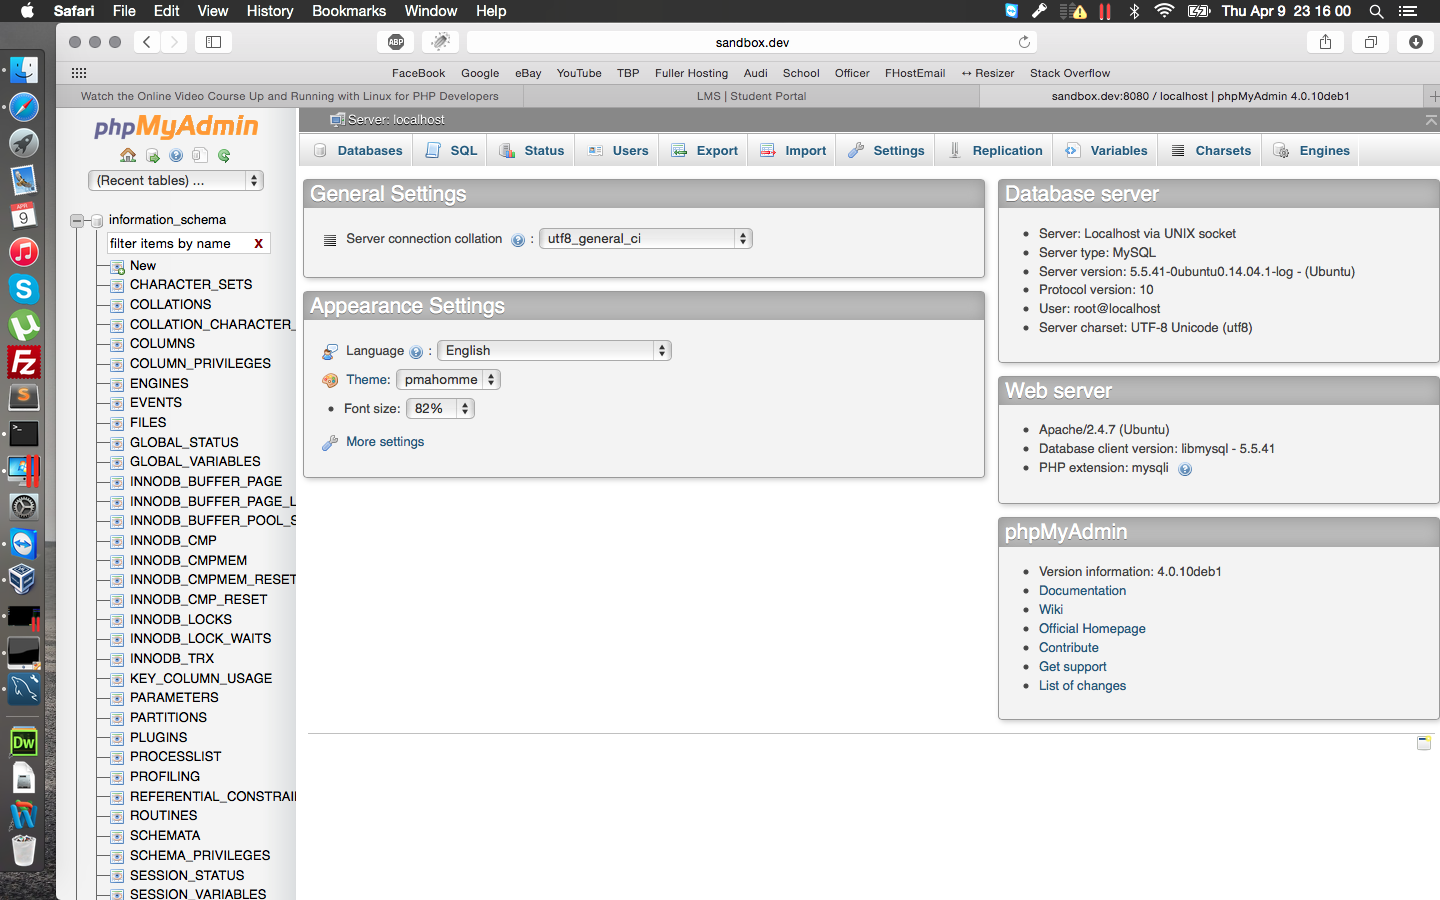 Safari File Edit View History Bookmarks Window Help
Thu Apr 9 23 16 00
ABP
sandbox.dev
FaceBook Google eBay YouTube TBP Fuller Hosting Audi School Officer FHostEmail ↔ Resizer Stack Overflow
Watch the Online Video Course Up and Running with Linux for PHP Developers
LMS | Student Portal
sandbox.dev:8080 / localhost | phpMyAdmin 4.0.10deb1
phpMyAdmin
(Recent tables) ...
information_schema
filter items by name X
New
CHARACTER_SETS
COLLATIONS
COLLATION_CHARACTER_
COLUMNS
COLUMN_PRIVILEGES
ENGINES
EVENTS
FILES
GLOBAL_STATUS
GLOBAL_VARIABLES
INNODB_BUFFER_PAGE
INNODB_BUFFER_PAGE_L
INNODB_BUFFER_POOL_S
INNODB_CMP
INNODB_CMPMEM
INNODB_CMPMEM_RESET
INNODB_CMP_RESET
INNODB_LOCKS
INNODB_LOCK_WAITS
INNODB_TRX
KEY_COLUMN_USAGE
PARAMETERS
PARTITIONS
PLUGINS
PROCESSLIST
PROFILING
REFERENTIAL_CONSTRAI
ROUTINES
SCHEMATA
SCHEMA_PRIVILEGES
SESSION_STATUS
SESSION_VARIABLES
Server: localhost
Databases SQL Status Users Export Import Settings Replication Variables Charsets Engines
General Settings
Server connection collation : utf8_general_ci
Appearance Settings
Language : English
Theme: pmahomme
Font size: 82%
More settings
Database server
Server: Localhost via UNIX socket
Server type: MySQL
Server version: 5.5.41-0ubuntu0.14.04.1-log - (Ubuntu)
Protocol version: 10
User: root@localhost
Server charset: UTF-8 Unicode (utf8)
Web server
Apache/2.4.7 (Ubuntu)
Database client version: libmysql - 5.5.41
PHP extension: mysqli
phpMyAdmin
Version information: 4.0.10deb1
Documentation
Wiki
Official Homepage
Contribute
Get support
List of changes
APR
9
Fz
S
Dw